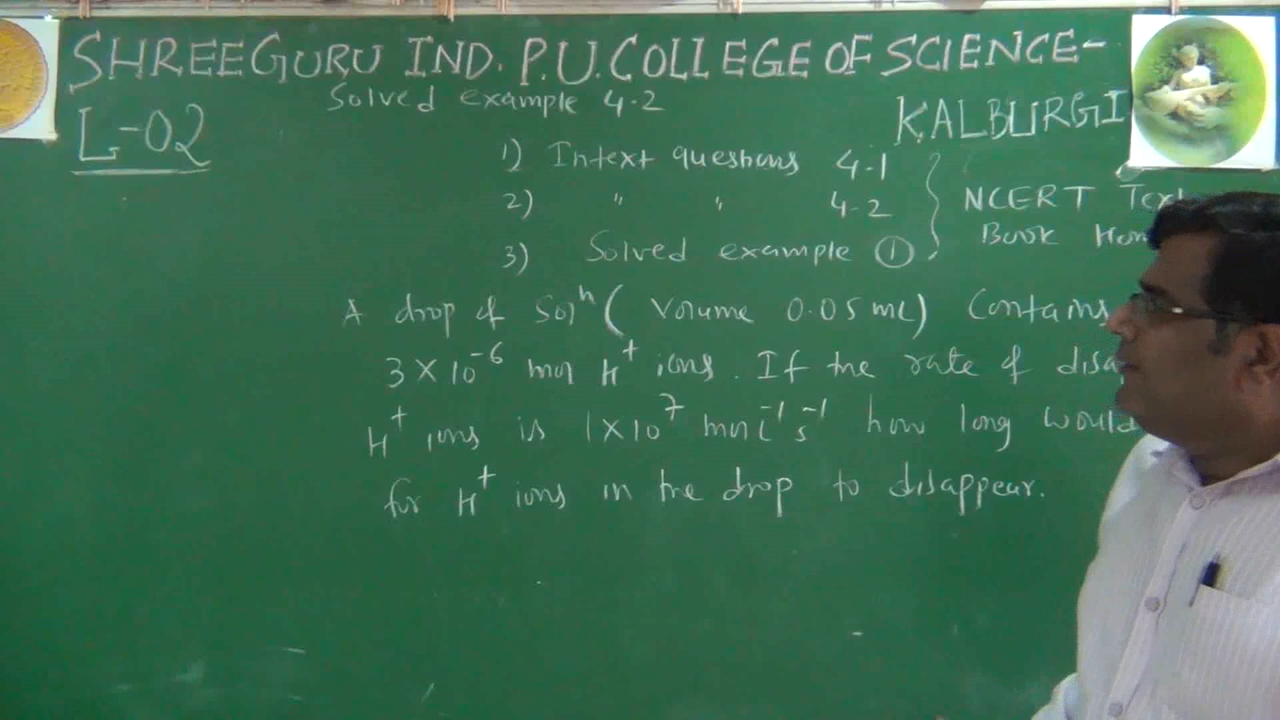 SHREEGURU IND. P.U. COLLEGE OF SCIENCE-
KALBURGI
L-02
Solved example 4.2
1) Intext questions 4.1
2) " " 4-2
3) Solved example ①
NCERT Text
Book
A drop of Solⁿ (Volume 0.05 mL) Contains
3 × 10⁻⁶ mol H⁺ ions. If the rate of
H⁺ ions is 1×10⁷ mol l⁻¹ s⁻¹ how long would
for H⁺ ions in the drop to disappear.